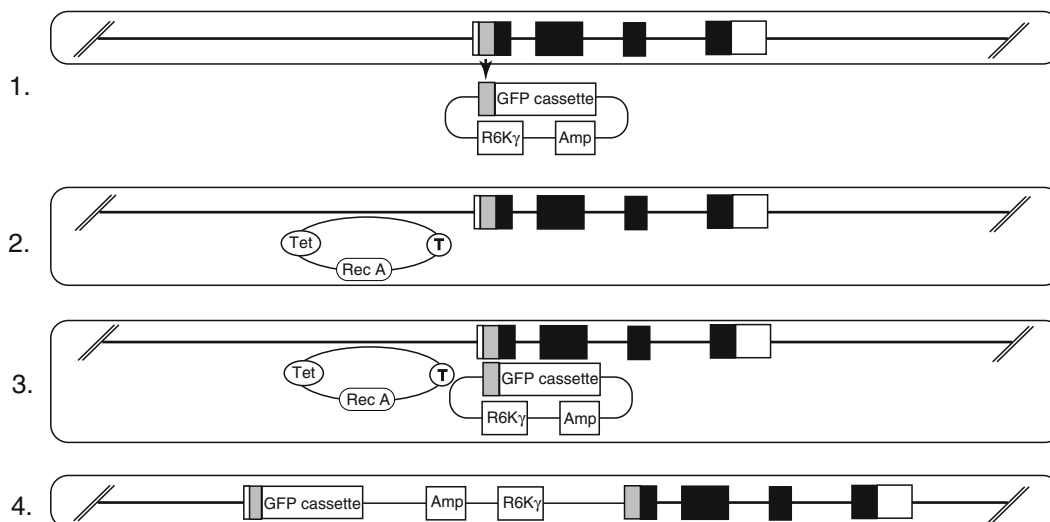 1.
GFP cassette
R6Kγ
Amp
2.
Tet
T
Rec A
3.
Tet
T
Rec A
GFP cassette
R6Kγ
Amp
4.
GFP cassette
Amp
R6Kγ